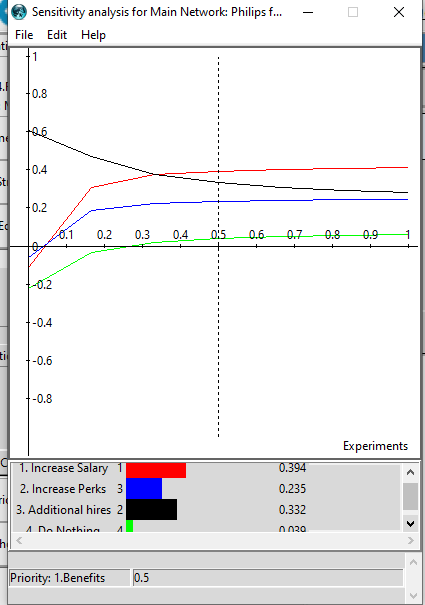 Sensitivity analysis for Main Network: Philips f...
File Edit Help
1
0.8
0.6
0.4
0.2
0 0.1 0.2 0.3 0.4 0.5 0.6 0.7 0.8 0.9 1
-0.2
-0.4
-0.6
-0.8
Experiments
1. Increase Salary 1 0.394
2. Increase Perks 3 0.235
3. Additional hires 2 0.332
4. Do Nothing 4 0.039
Priority: 1.Benefits 0.5